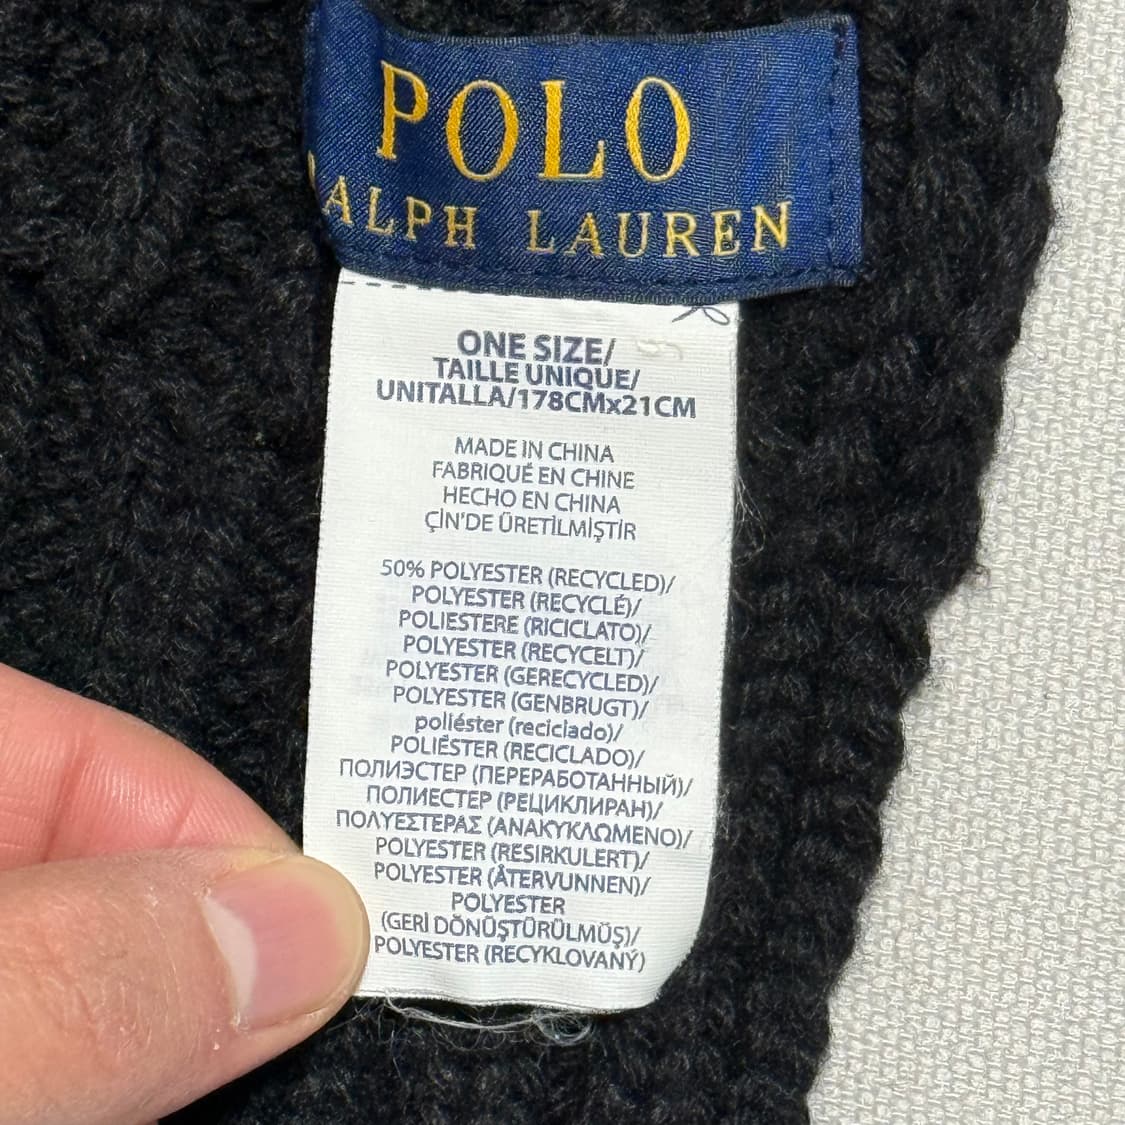 POLO
RALPH LAUREN
ONE SIZE/
TAILLE UNIQUE/
UNITALLA/178CMx21CM
MADE IN CHINA
FABRIQUÉ EN CHINE
HECHO EN CHINA
ÇİN'DE ÜRETİLMİŞTİR
50% POLYESTER (RECYCLED)/
POLYESTER (RECYCLÉ)/
POLIESTERE (RICICLATO)/
POLYESTER (RECYCELT)/
POLYESTER (GERECYCLED)/
POLYESTER (GENBRUGT)/
poliéster (reciclado)/
POLIÉSTER (RECICLADO)/
ПОЛИЭСТЕР (ПЕРЕРАБОТАННЫЙ)/
ПОЛИЕСТЕР (РЕЦИКЛИРАН)/
ΠΟΛΥΕΣΤΕΡΑΣ (ΑΝΑΚΥΚΛΩΜΕΝΟ)/
POLYESTER (RESIRKULERT)/
POLYESTER (ÅTERVUNNEN)/
POLYESTER
(GERİ DÖNÜŞTÜRÜLMÜŞ)/
POLYESTER (RECYKLOVANÝ)